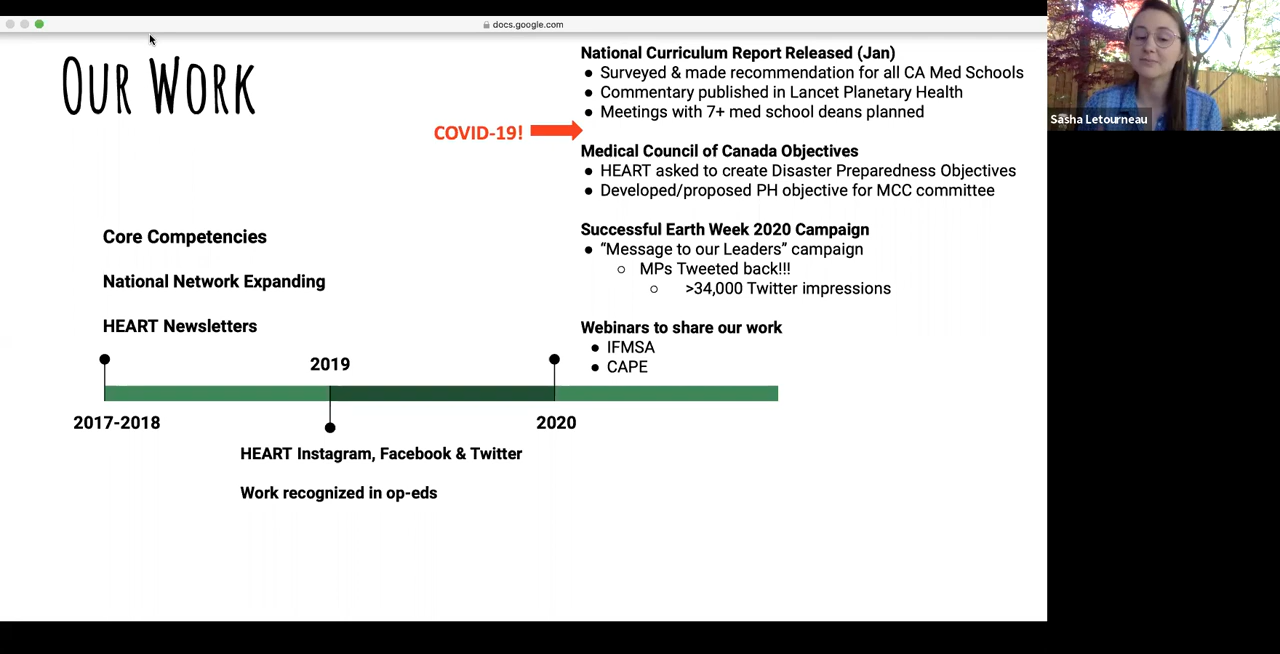 docs.google.com
OUR WORK
National Curriculum Report Released (Jan)
● Surveyed & made recommendation for all CA Med Schools
● Commentary published in Lancet Planetary Health
● Meetings with 7+ med school deans planned
COVID-19!
Medical Council of Canada Objectives
● HEART asked to create Disaster Preparedness Objectives
● Developed/proposed PH objective for MCC committee
Successful Earth Week 2020 Campaign
● “Message to our Leaders” campaign
○ MPs Tweeted back!!!
○ >34,000 Twitter impressions
Webinars to share our work
● IFMSA
● CAPE
Core Competencies
National Network Expanding
HEART Newsletters
2019
2017-2018
2020
HEART Instagram, Facebook & Twitter
Work recognized in op-eds
Sasha Letourneau